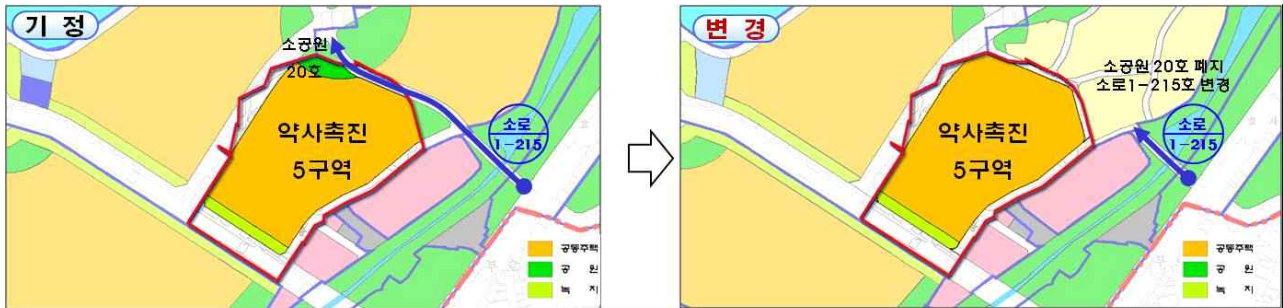 기 정
소공원
20호
약사촉진
5구역
소로
1-215
공동주택
공 원
녹 지
변 경
소공원 20호 폐지
소로1-215호 변경
약사촉진
5구역
소로
1-215
공동주택
공 원
녹 지